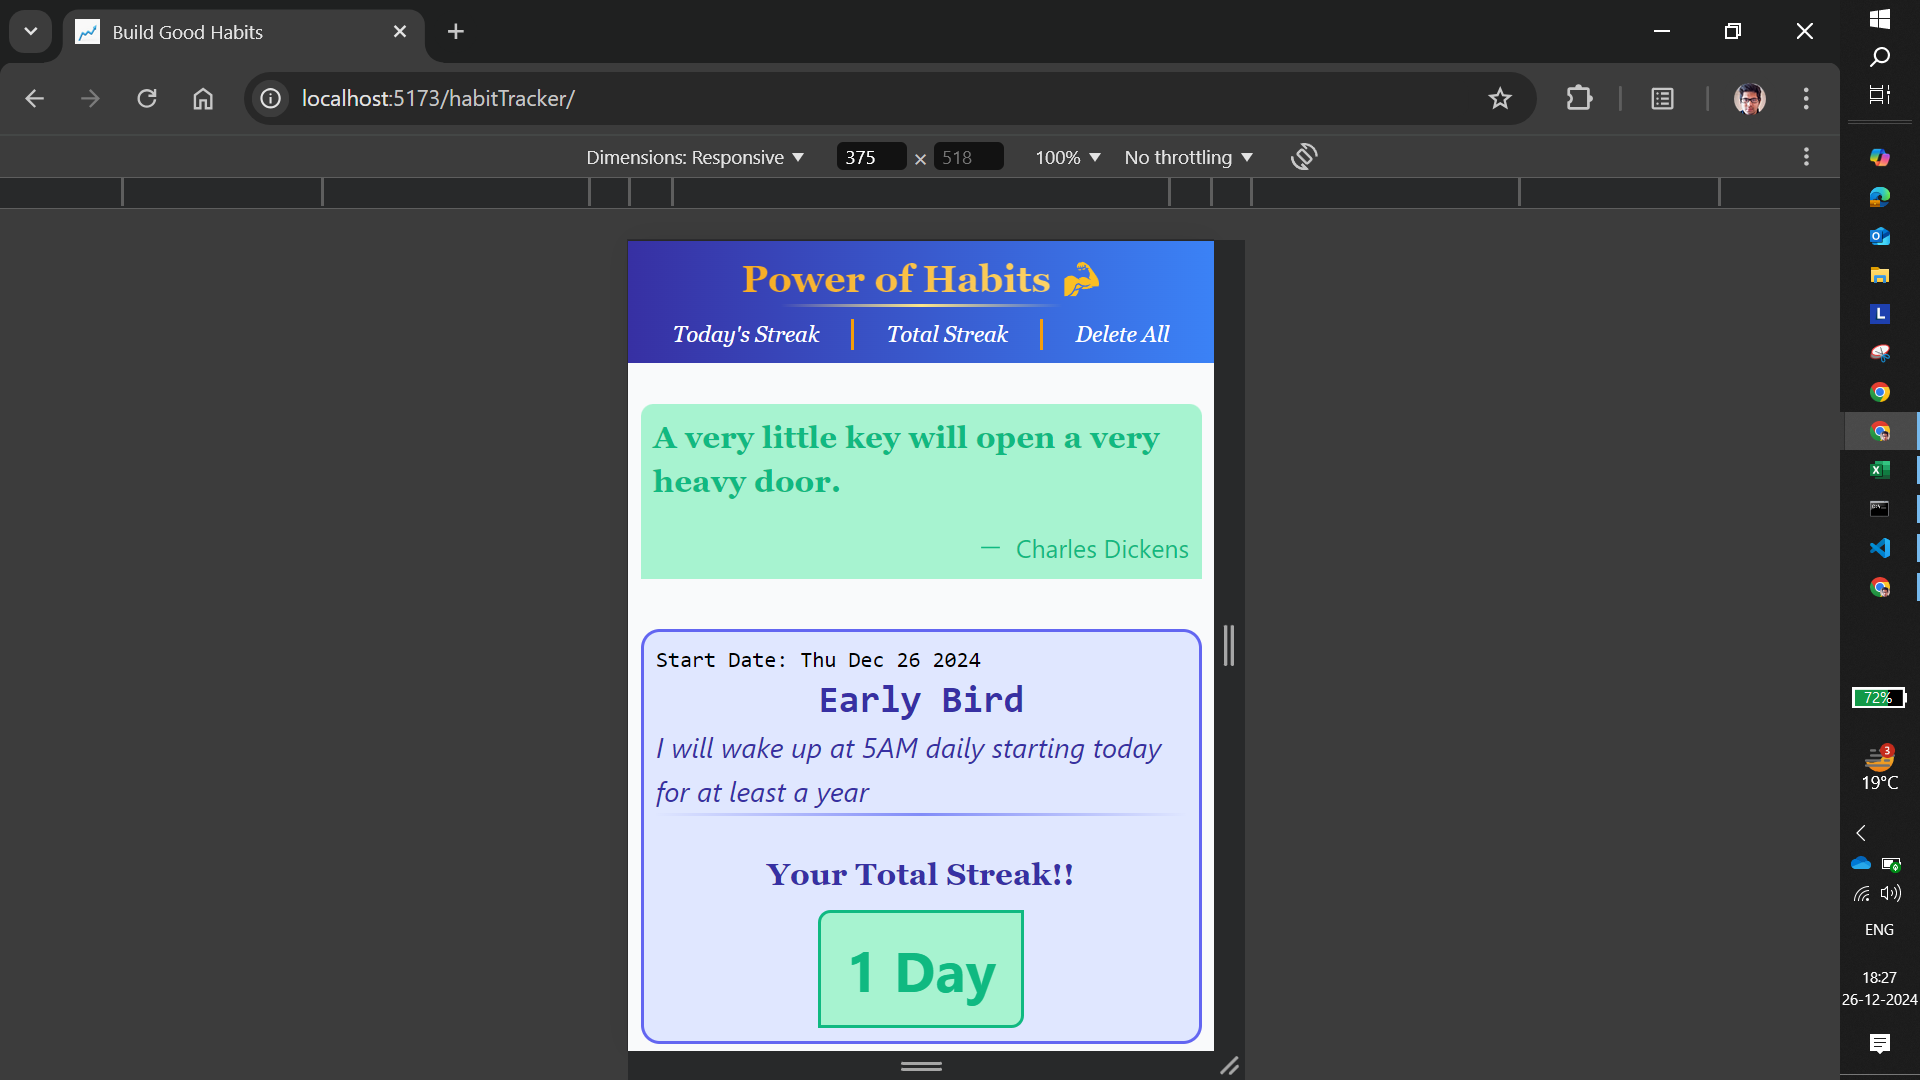 Build Good Habits
localhost:5173/habitTracker/
Dimensions: Responsive 375 × 518 100% No throttling
Power of Habits 💪
Today's Streak Total Streak Delete All
A very little key will open a very
heavy door.
— Charles Dickens
Start Date: Thu Dec 26 2024
Early Bird
I will wake up at 5AM daily starting today
for at least a year
Your Total Streak!!
1 Day
L
72%
3
19°C
ENG
18:27
26-12-2024